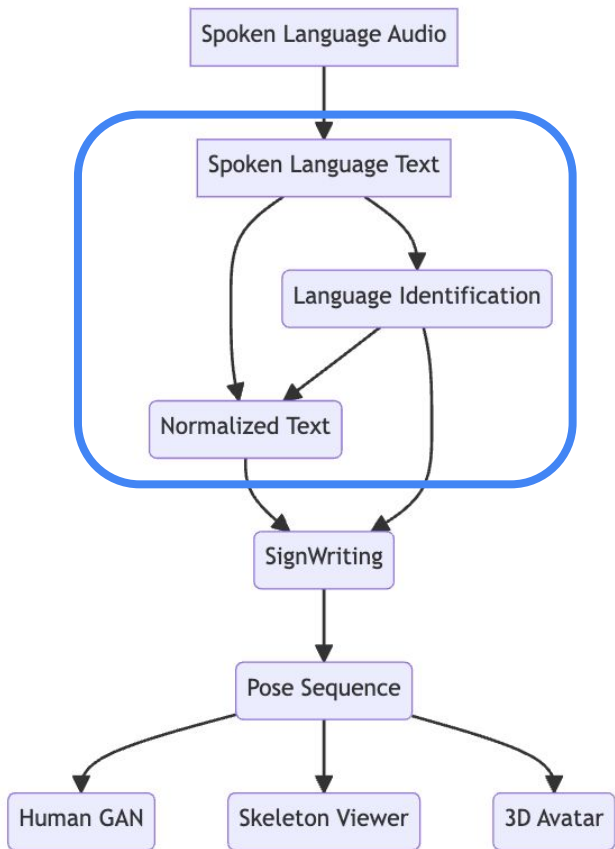 Spoken Language Audio
Spoken Language Text
Language Identification
Normalized Text
SignWriting
Pose Sequence
Human GAN
Skeleton Viewer
3D Avatar